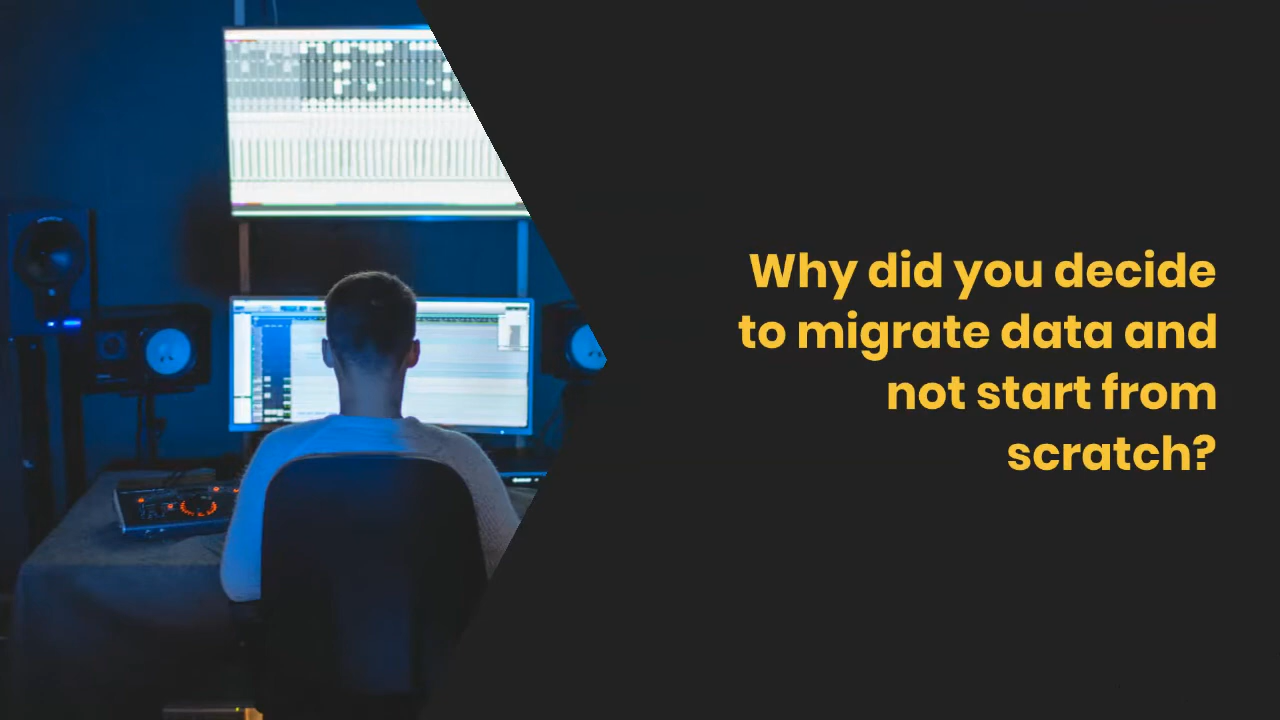 Why did you decide
to migrate data and
not start from
scratch?